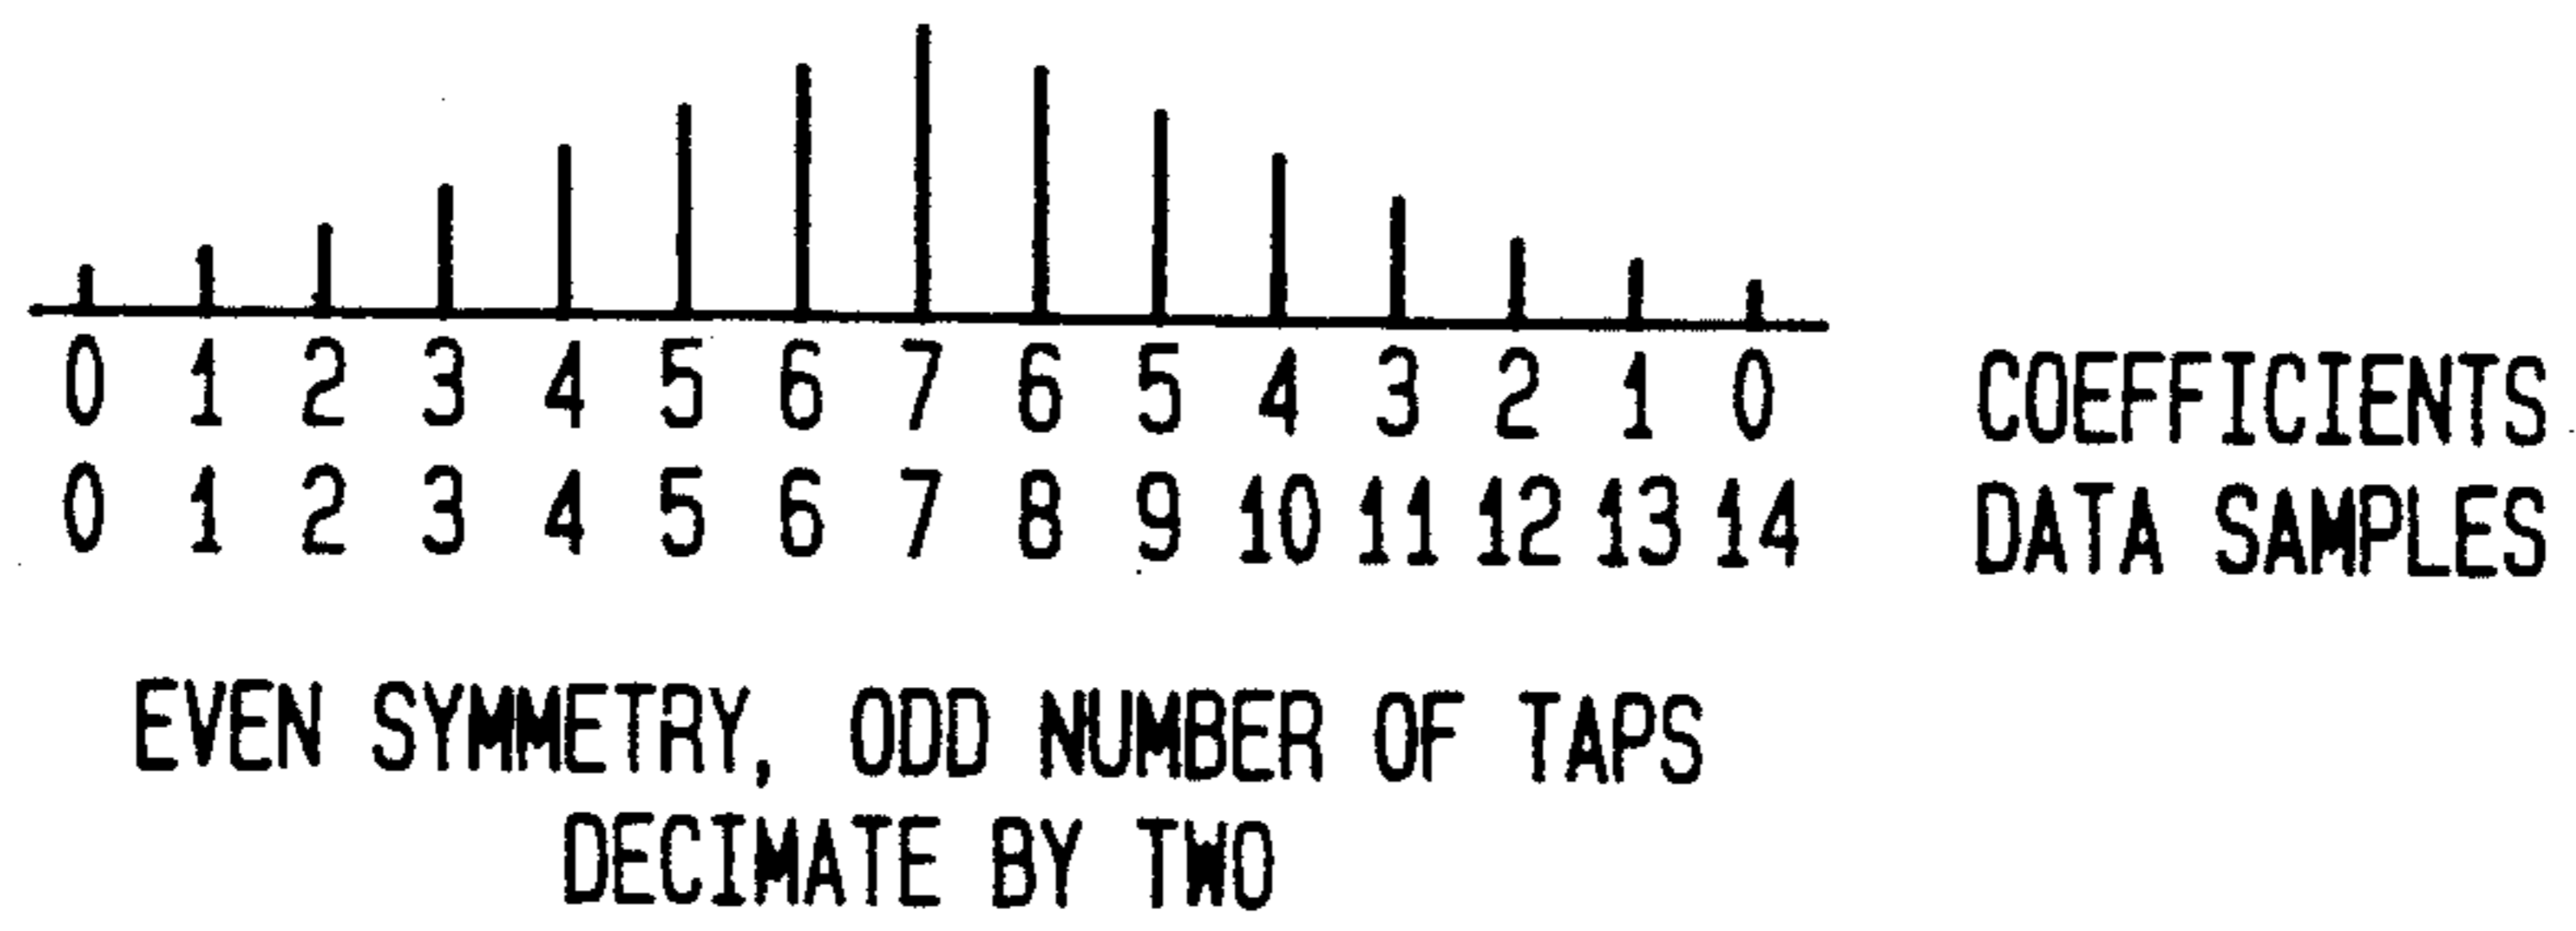 0 1 2 3 4 5 6 7 6 5 4 3 2 1 0 COEFFICIENTS
0 1 2 3 4 5 6 7 8 9 10 11 12 13 14 DATA SAMPLES
EVEN SYMMETRY, ODD NUMBER OF TAPS
DECIMATE BY TWO